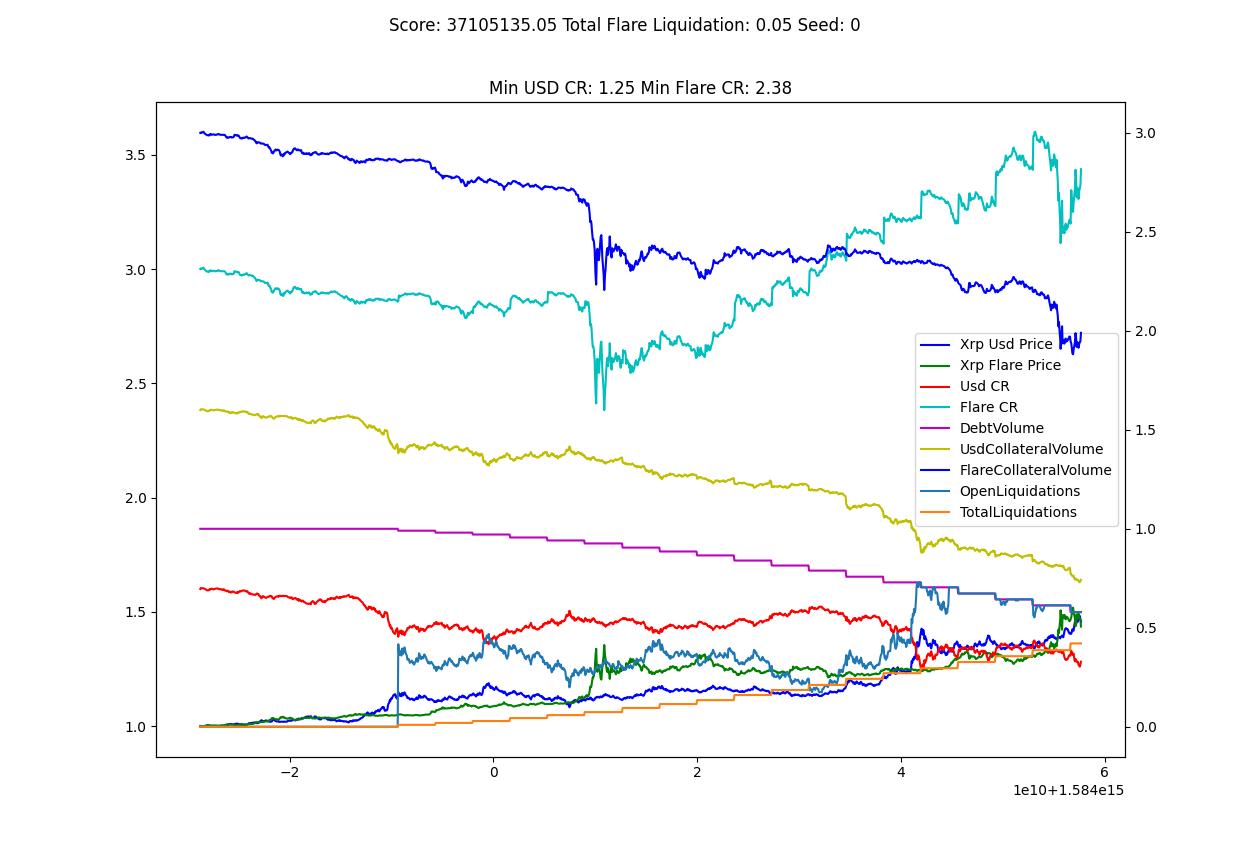 Score: 37105135.05 Total Flare Liquidation: 0.05 Seed: 0
Min USD CR: 1.25 Min Flare CR: 2.38
3.5
3.0
2.5
2.0
1.5
1.0
3.0
2.5
2.0
1.5
1.0
0.5
0.0
Xrp Usd Price
Xrp Flare Price
Usd CR
Flare CR
DebtVolume
UsdCollateralVolume
FlareCollateralVolume
OpenLiquidations
TotalLiquidations
−2
0
2
4
6
1e10+1.584e15